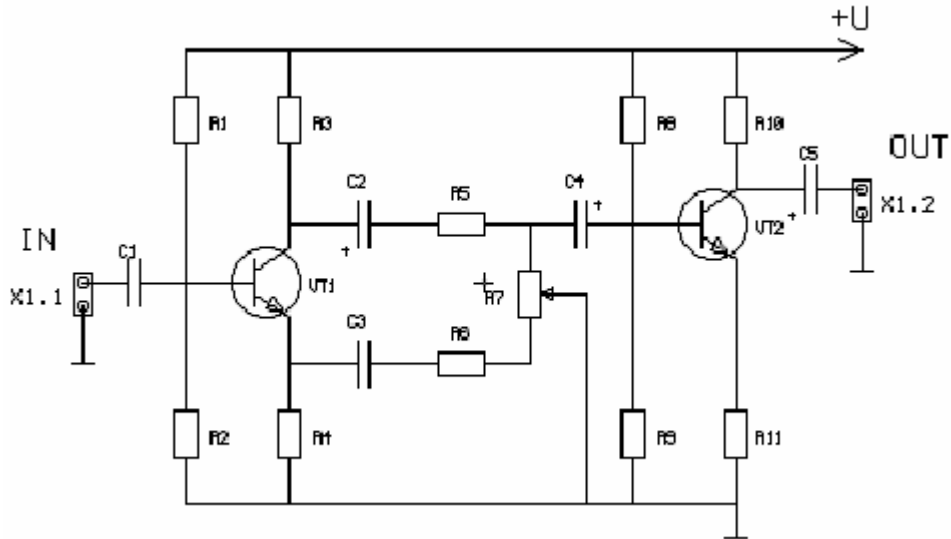 +U
R1
R3
R8
R10
C5
OUT
C2
R5
C4
X1.2
VT2
IN
C1
VT1
R7
X1.1
C3
R6
R2
R4
R9
R11